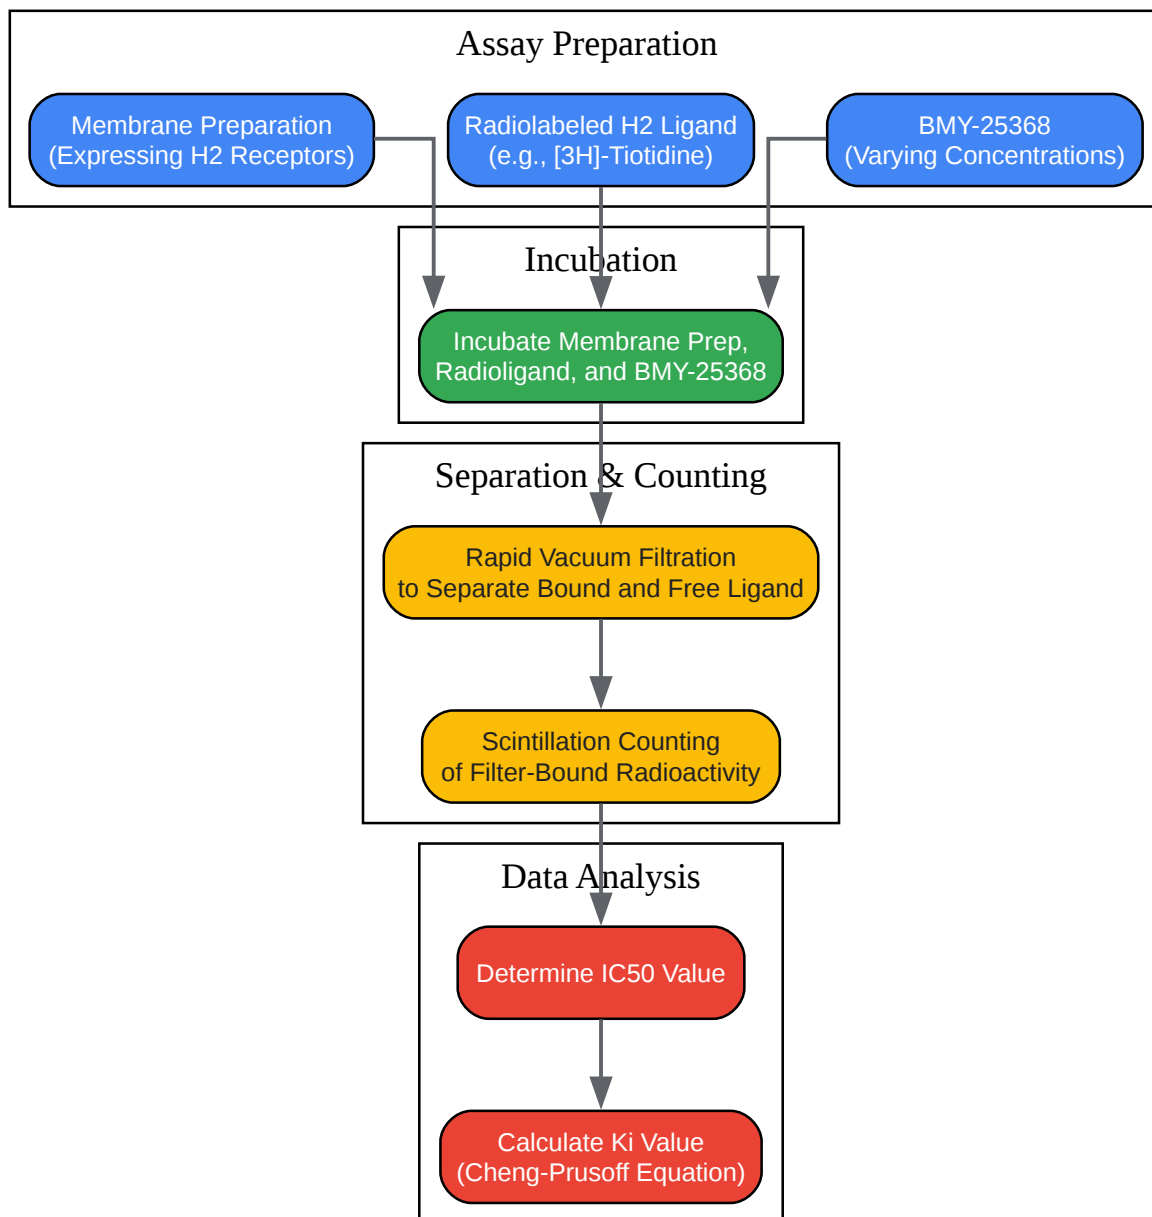 Assay Preparation
Membrane Preparation
(Expressing H2 Receptors)
Radiolabeled H2 Ligand
(e.g., [3H]-Tiotidine)
BMY-25368
(Varying Concentrations)
Incubation
Incubate Membrane Prep,
Radioligand, and BMY-25368
Separation & Counting
Rapid Vacuum Filtration
to Separate Bound and Free Ligand
Scintillation Counting
of Filter-Bound Radioactivity
Data Analysis
Determine IC50 Value
Calculate Ki Value
(Cheng-Prusoff Equation)